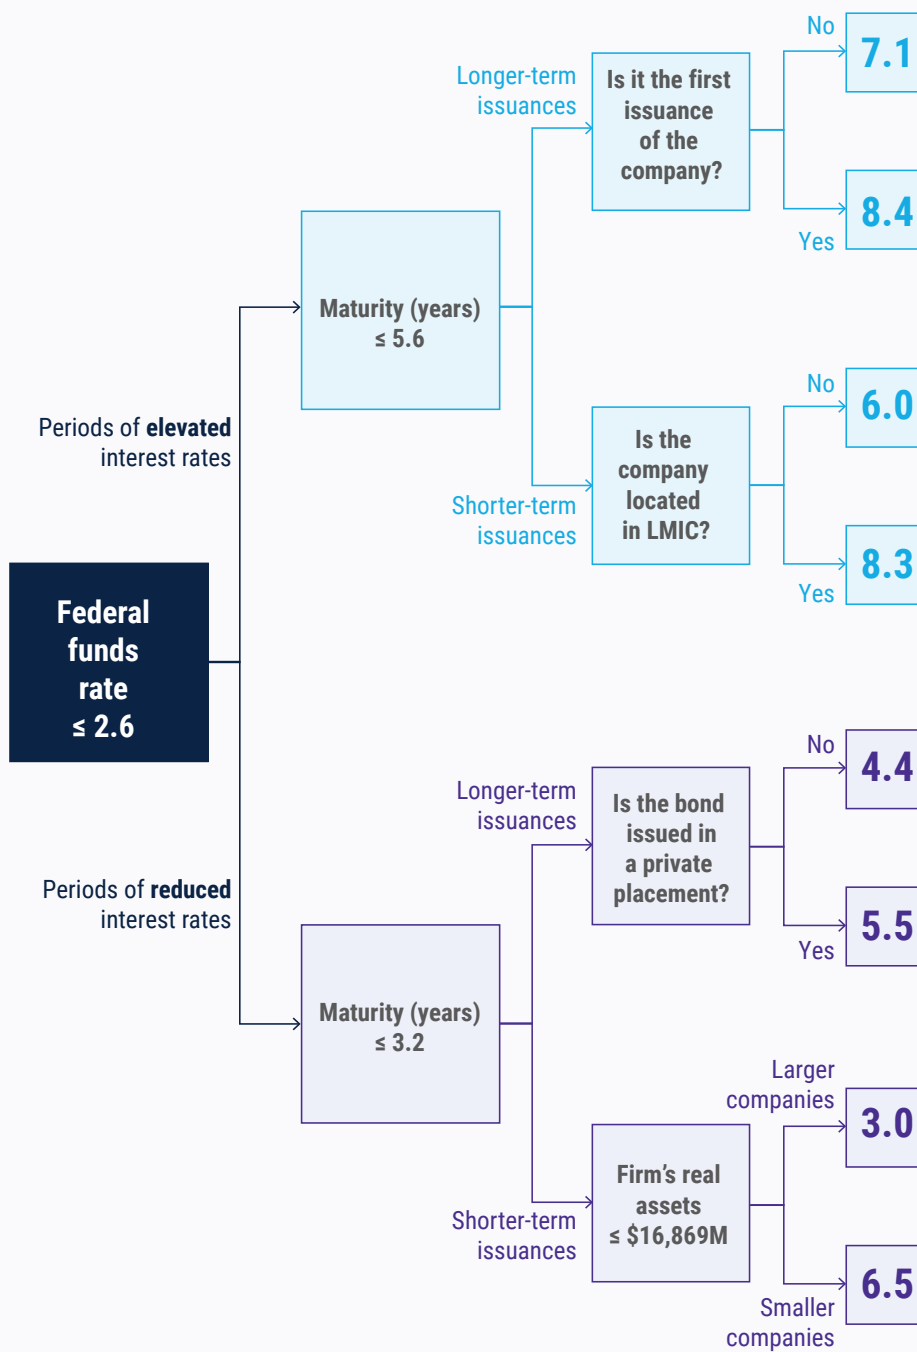 Federal
funds
rate
≤ 2.6
Periods of elevated
interest rates
Maturity (years)
≤ 5.6
Longer-term
issuances
Is it the first
issuance
of the
company?
No
7.1
8.4
Yes
Shorter-term
issuances
Is the
company
located
in LMIC?
No
6.0
8.3
Yes
Periods of reduced
interest rates
Maturity (years)
≤ 3.2
Longer-term
issuances
Is the bond
issued in
a private
placement?
No
4.4
5.5
Yes
Shorter-term
issuances
Firm's real
assets
≤ $16,869M
Larger
companies
3.0
6.5
Smaller
companies